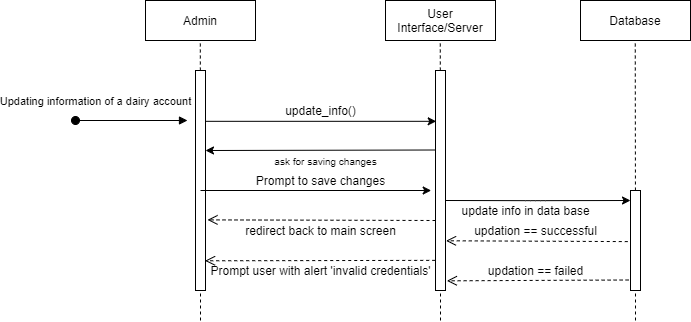 Admin
User
Interface/Server
Database
Updating information of a dairy account
update_info()
ask for saving changes
Prompt to save changes
update info in data base
redirect back to main screen
updation == successful
Prompt user with alert 'invalid credentials'
updation == failed